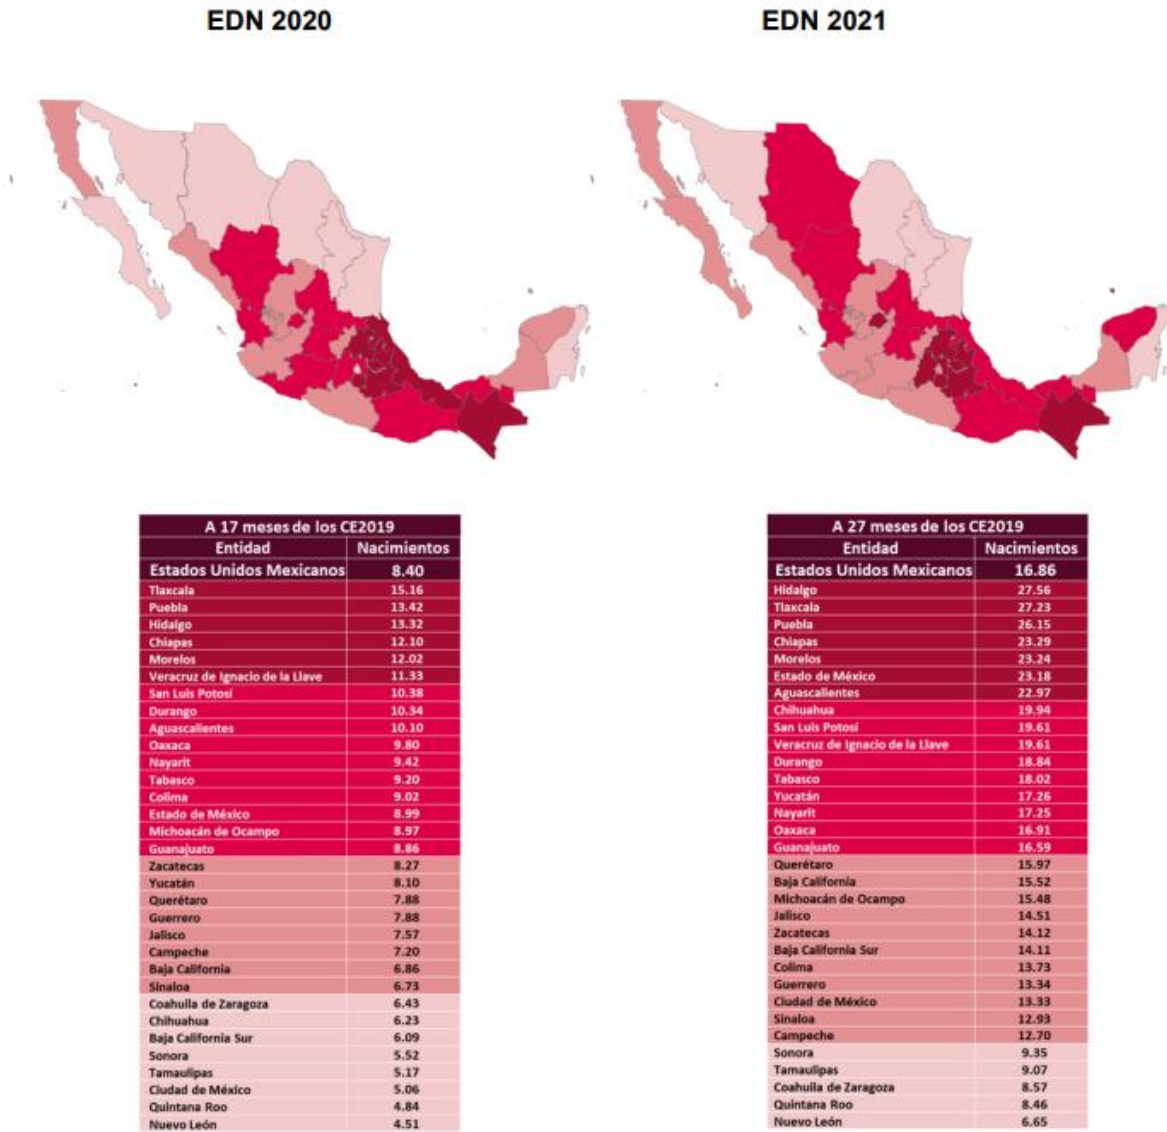 EDN 2020
A 17 meses de los CE2019
Entidad Nacimientos
Estados Unidos Mexicanos 8.40
Tlaxcala 15.16
Puebla 13.42
Hidalgo 13.32
Chiapas 12.10
Morelos 12.02
Veracruz de Ignacio de la Llave 11.33
San Luis Potosí 10.38
Durango 10.34
Aguascalientes 10.10
Oaxaca 9.80
Nayarit 9.42
Tabasco 9.20
Colima 9.02
Estado de México 8.99
Michoacán de Ocampo 8.97
Guanajuato 8.86
Zacatecas 8.27
Yucatán 8.10
Querétaro 7.88
Guerrero 7.88
Jalisco 7.57
Campeche 7.20
Baja California 6.86
Sinaloa 6.73
Coahuila de Zaragoza 6.43
Chihuahua 6.23
Baja California Sur 6.09
Sonora 5.52
Tamaulipas 5.17
Ciudad de México 5.06
Quintana Roo 4.84
Nuevo León 4.51
EDN 2021
A 27 meses de los CE2019
Entidad Nacimientos
Estados Unidos Mexicanos 16.86
Hidalgo 27.56
Tlaxcala 27.23
Puebla 26.15
Chiapas 23.29
Morelos 23.24
Estado de México 23.18
Aguascalientes 22.97
Chihuahua 19.94
San Luis Potosí 19.61
Veracruz de Ignacio de la Llave 19.61
Durango 18.84
Tabasco 18.02
Yucatán 17.26
Nayarit 17.25
Oaxaca 16.91
Guanajuato 16.59
Querétaro 15.97
Baja California 15.52
Michoacán de Ocampo 15.48
Jalisco 14.51
Zacatecas 14.12
Baja California Sur 14.11
Colima 13.73
Guerrero 13.34
Ciudad de México 13.33
Sinaloa 12.93
Campeche 12.70
Sonora 9.35
Tamaulipas 9.07
Coahuila de Zaragoza 8.57
Quintana Roo 8.46
Nuevo León 6.65